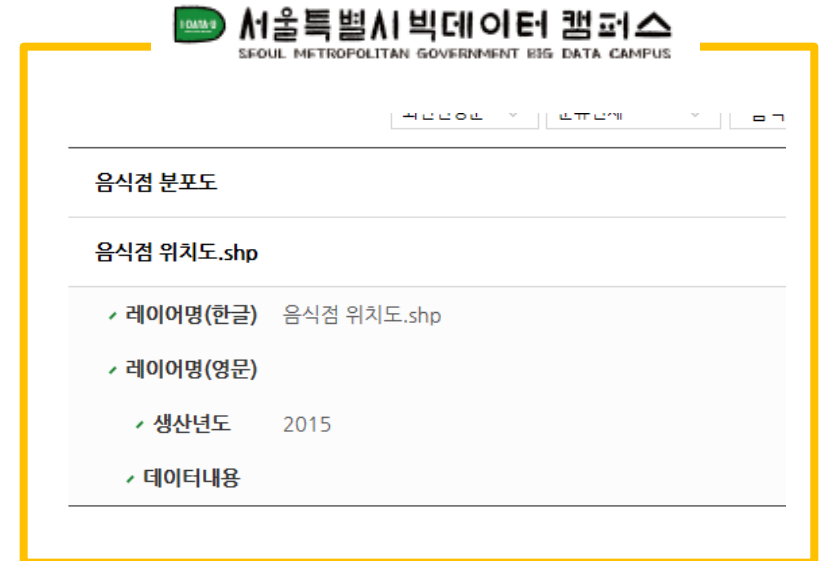 I·DATA·U 서울특별시 빅데이터 캠퍼스
SEOUL METROPOLITAN GOVERNMENT BIG DATA CAMPUS
음식점 분포도
음식점 위치도.shp
레이어명(한글) 음식점 위치도.shp
레이어명(영문)
생산년도 2015
데이터내용